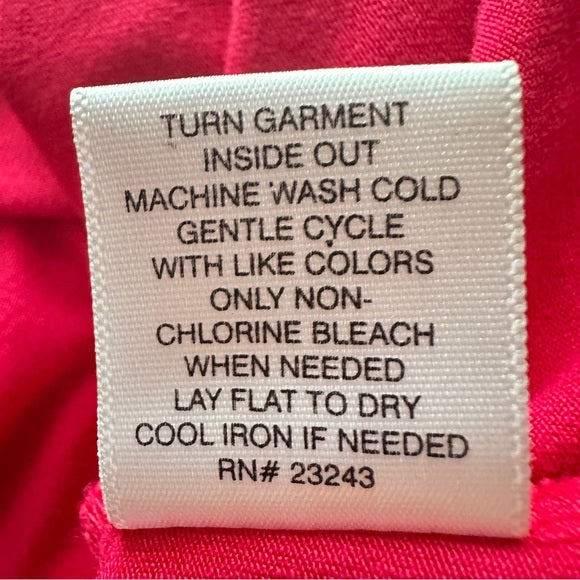 TURN GARMENT
INSIDE OUT
MACHINE WASH COLD
GENTLE CYCLE
WITH LIKE COLORS
ONLY NON-
CHLORINE BLEACH
WHEN NEEDED
LAY FLAT TO DRY
COOL IRON IF NEEDED
RN# 23243